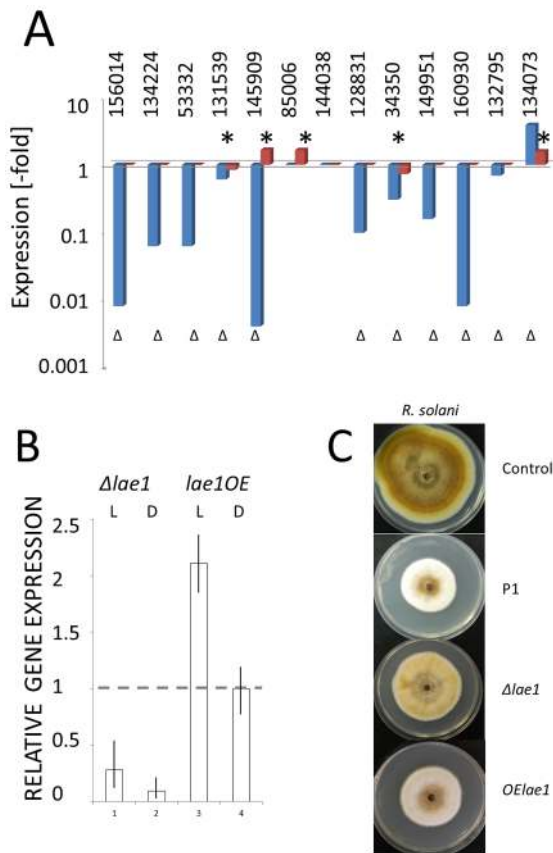 A
156014
134224
53332
131539
145909
85006
144038
128831
34350
149951
160930
132795
134073
Expression [-fold]
10
1
0.1
0.01
0.001
* * * * *
Δ Δ Δ Δ Δ Δ Δ Δ Δ Δ Δ
B
Δlae1 lae1OE
L D L D
RELATIVE GENE EXPRESSION
2.5
2
1.5
1
0.5
0
1 2 3 4
C
R. solani
Control
P1
Δlae1
OElae1